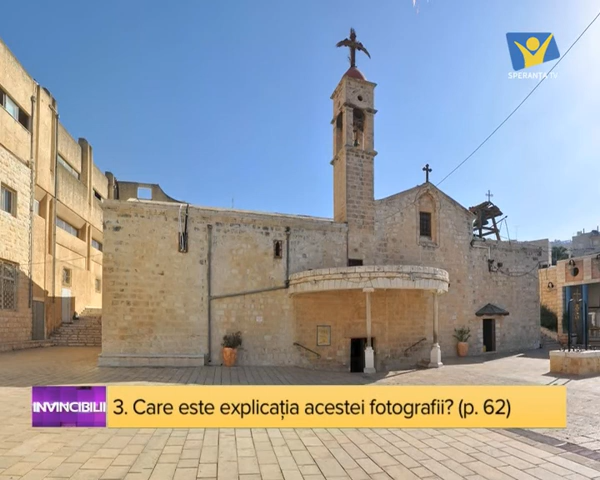 SPERANTA TV
INVINCIBILII
3. Care este explicația acestei fotografii? (p. 62)